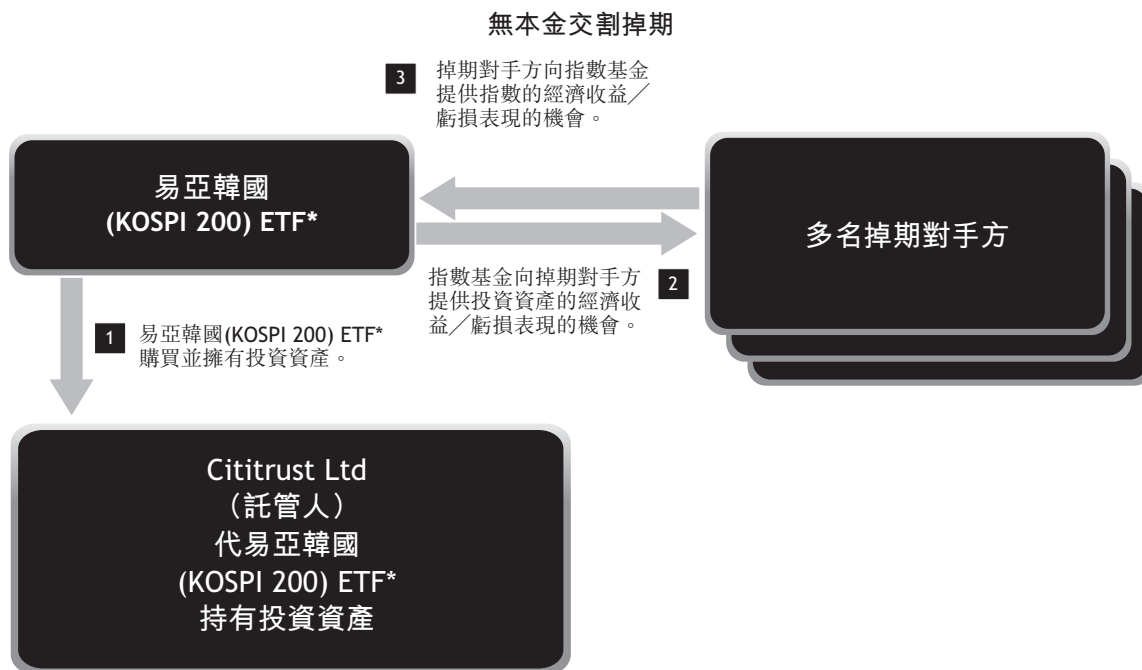 無本金交割掉期
3
掉期對手方向指數基金
提供指數的經濟收益／
虧損表現的機會。
易亞韓國
(KOSPI 200) ETF*
多名掉期對手方
指數基金向掉期對手方
提供投資資產的經濟收
益／虧損表現的機會。
2
1
易亞韓國(KOSPI 200) ETF*
購買並擁有投資資產。
Cititrust Ltd
（託管人）
代易亞韓國
(KOSPI 200) ETF*
持有投資資產